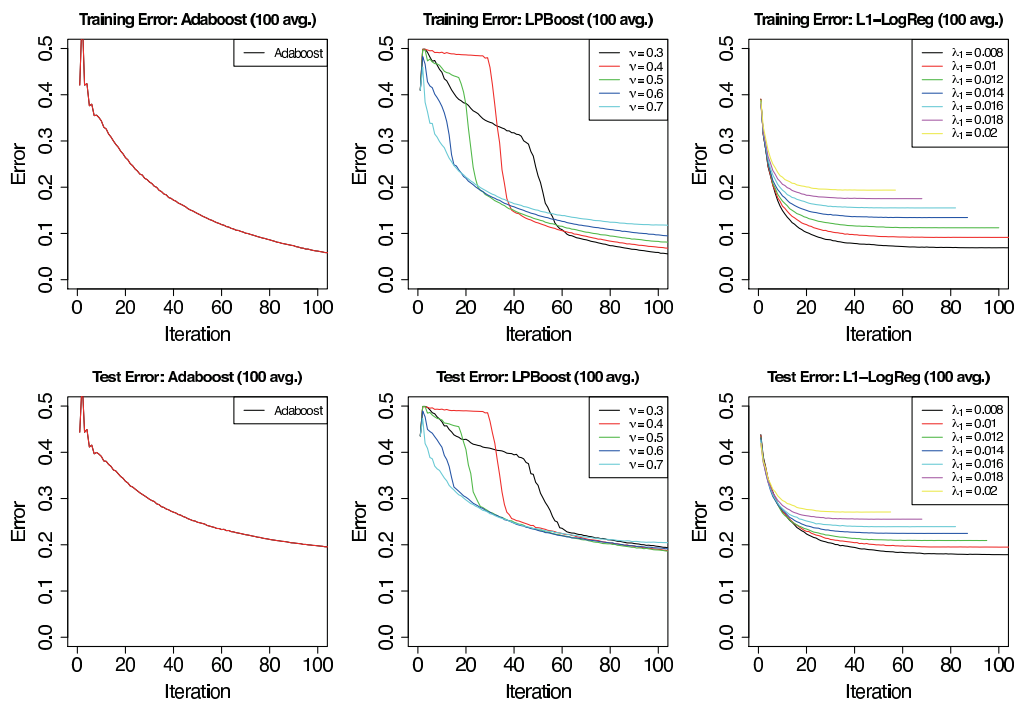 Training Error: Adaboost (100 avg.)
Error
0.0 0.1 0.2 0.3 0.4 0.5
Adaboost
0 20 40 60 80 100
Iteration
Training Error: LPBoost (100 avg.)
Error
0.0 0.1 0.2 0.3 0.4 0.5
ν = 0.3
ν = 0.4
ν = 0.5
ν = 0.6
ν = 0.7
0 20 40 60 80 100
Iteration
Training Error: L1−LogReg (100 avg.)
Error
0.0 0.1 0.2 0.3 0.4 0.5
λ₁ = 0.008
λ₁ = 0.01
λ₁ = 0.012
λ₁ = 0.014
λ₁ = 0.016
λ₁ = 0.018
λ₁ = 0.02
0 20 40 60 80 100
Iteration
Test Error: Adaboost (100 avg.)
Error
0.0 0.1 0.2 0.3 0.4 0.5
Adaboost
0 20 40 60 80 100
Iteration
Test Error: LPBoost (100 avg.)
Error
0.0 0.1 0.2 0.3 0.4 0.5
ν = 0.3
ν = 0.4
ν = 0.5
ν = 0.6
ν = 0.7
0 20 40 60 80 100
Iteration
Test Error: L1−LogReg (100 avg.)
Error
0.0 0.1 0.2 0.3 0.4 0.5
λ₁ = 0.008
λ₁ = 0.01
λ₁ = 0.012
λ₁ = 0.014
λ₁ = 0.016
λ₁ = 0.018
λ₁ = 0.02
0 20 40 60 80 100
Iteration